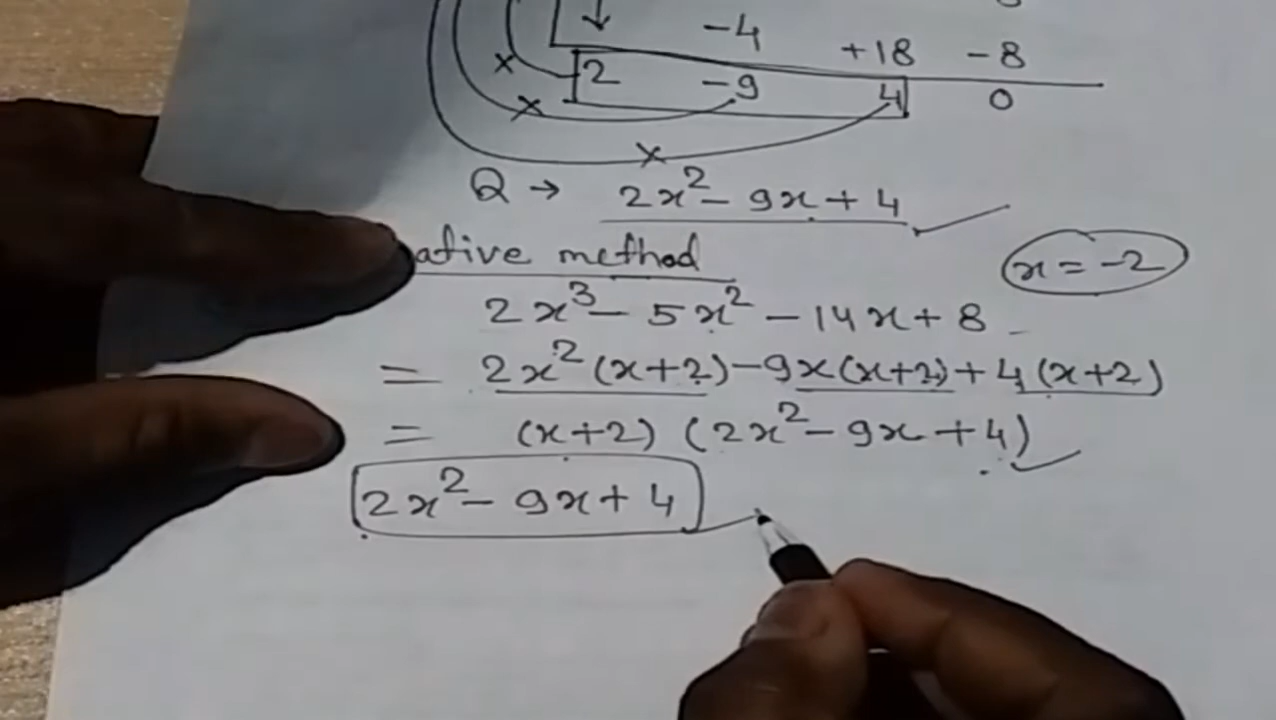 -4 +18 -8
2 -9 4 0
Q → 2x² - 9x + 4
ative method
x = -2
2x³ - 5x² - 14x + 8
= 2x²(x+2) - 9x(x+2) + 4(x+2)
= (x+2) (2x² - 9x + 4)
2x² - 9x + 4